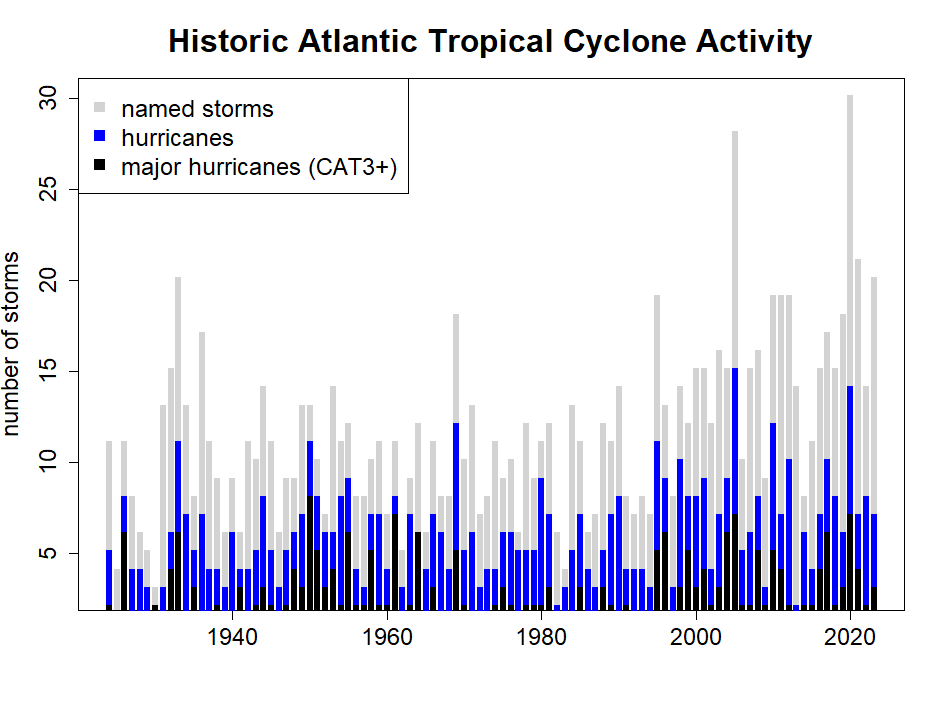 Historic Atlantic Tropical Cyclone Activity
named storms
hurricanes
major hurricanes (CAT3+)
number of storms
30
25
20
15
10
5
1940 1960 1980 2000 2020